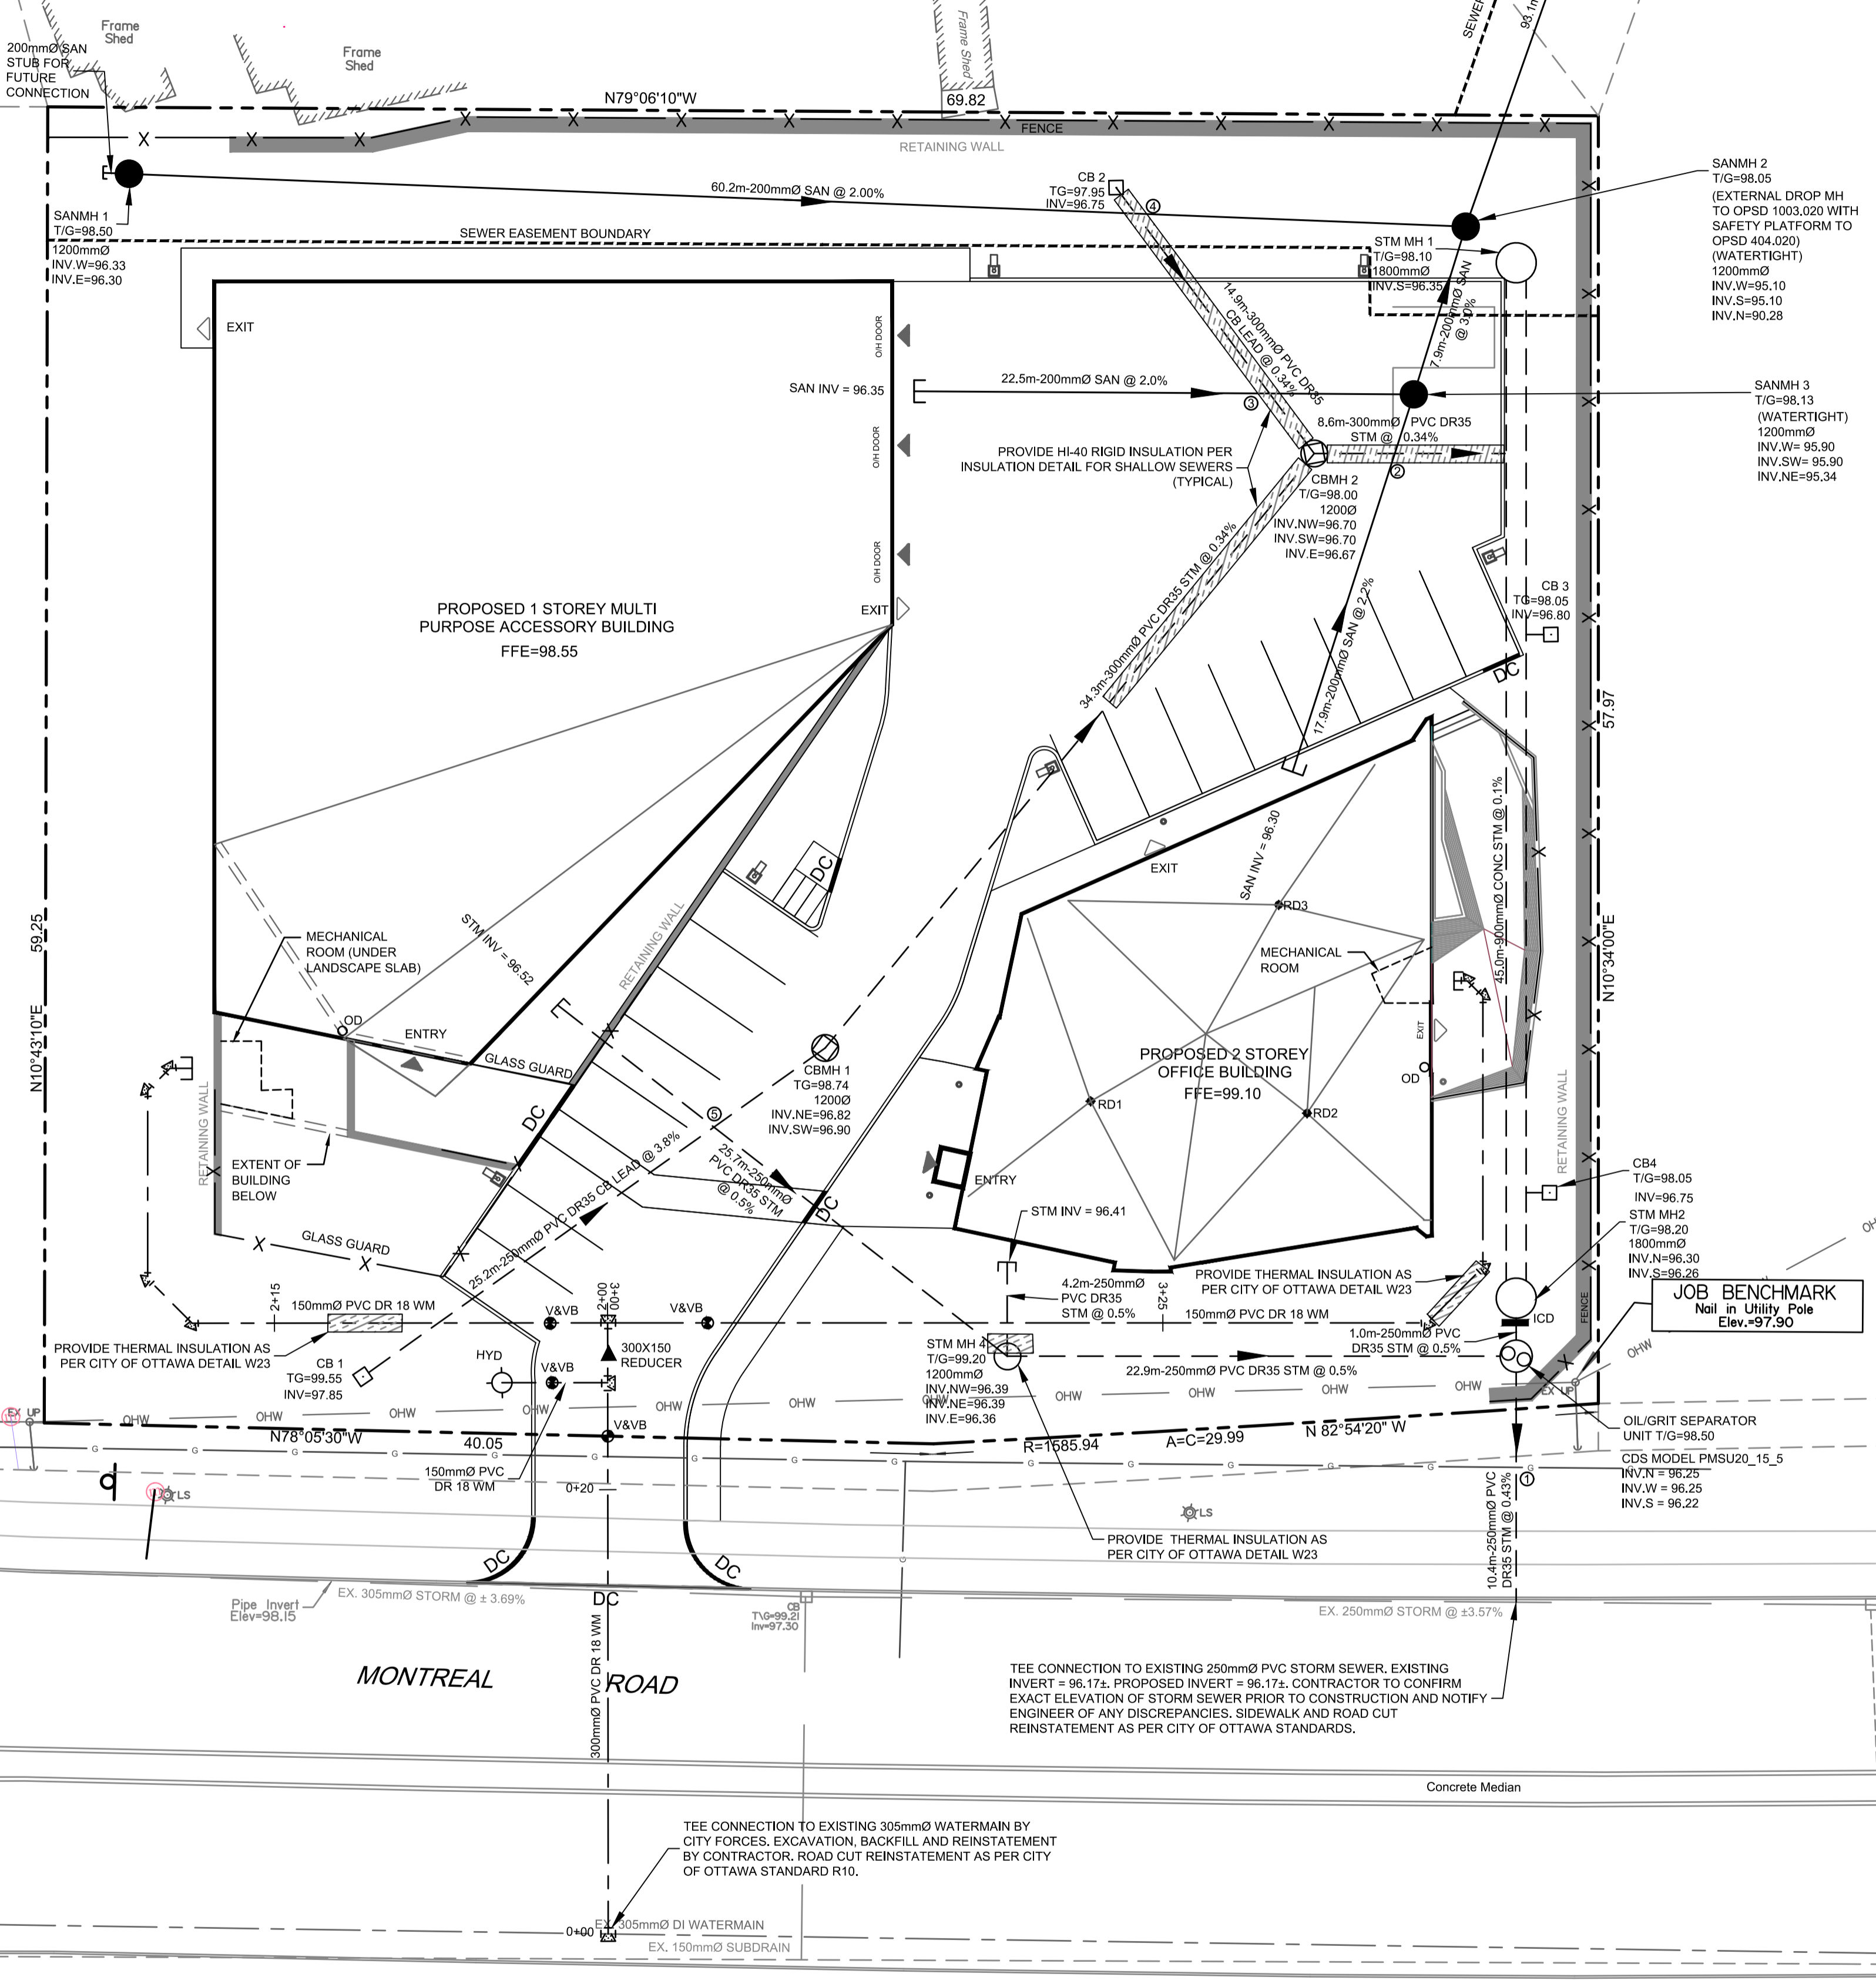 Frame
Shed
Frame
Shed
Frame Shed
SEWER
93.1m
200mmØ SAN
STUB FOR
FUTURE
CONNECTION
N79°06'10"W
69.82
FENCE
RETAINING WALL
SANMH 2
T/G=98.05
(EXTERNAL DROP MH
TO OPSD 1003.020 WITH
SAFETY PLATFORM TO
OPSD 404.020)
(WATERTIGHT)
1200mmØ
INV.W=95.10
INV.S=95.10
INV.N=90.28
60.2m-200mmØ SAN @ 2.00%
CB 2
TG=97.95
INV=96.75
④
SANMH 1
T/G=98.50
1200mmØ
INV.W=96.33
INV.E=96.30
SEWER EASEMENT BOUNDARY
STM MH 1
T/G=98.10
1800mmØ
INV.S=96.35
EXIT
O/H DOOR
14.9m-300mmØ PVC DR35
CB LEAD @ 0.34%
7.9m-200mmØ SAN
@ 3.0%
SAN INV = 96.35
22.5m-200mmØ SAN @ 2.0%
③
SANMH 3
T/G=98.13
(WATERTIGHT)
1200mmØ
INV.W= 95.90
INV.SW= 95.90
INV.NE=95.34
O/H DOOR
8.6m-300mmØ PVC DR35
STM @ 0.34%
②
PROVIDE HI-40 RIGID INSULATION PER
INSULATION DETAIL FOR SHALLOW SEWERS
(TYPICAL)
CBMH 2
T/G=98.00
1200Ø
INV.NW=96.70
INV.SW=96.70
INV.E=96.67
O/H DOOR
34.3m-300mmØ PVC DR35 STM @ 0.34%
17.9m-200mmØ SAN @ 2.2%
CB 3
TG=98.05
INV=96.80
PROPOSED 1 STOREY MULTI
PURPOSE ACCESSORY BUILDING
FFE=98.55
EXIT
DC
57.97
N10°34'00"E
45.0m-900mmØ CONC STM @ 0.1%
59.25
N10°43'10"E
DC
EXIT
SAN INV = 96.30
RD3
STM INV = 96.52
RETAINING WALL
MECHANICAL
ROOM (UNDER
LANDSCAPE SLAB)
MECHANICAL
ROOM
OD
ENTRY
GLASS GUARD
EXIT
PROPOSED 2 STOREY
OFFICE BUILDING
FFE=99.10
OD
RD1
RD2
CBMH 1
TG=98.74
1200Ø
INV.NE=96.82
INV.SW=96.90
DC
⑤
RETAINING WALL
RETAINING WALL
EXTENT OF
BUILDING
BELOW
25.2m-250mmØ PVC DR35 CB LEAD @ 3.8%
25.7m-250mmØ
PVC DR35 STM
@ 0.5%
DC
ENTRY
CB4
T/G=98.05
INV=96.75
STM MH2
T/G=98.20
1800mmØ
INV.N=96.30
INV.S=96.26
STM INV = 96.41
GLASS GUARD
OHW
JOB BENCHMARK
Nail in Utility Pole
Elev.=97.90
2+15
150mmØ PVC DR 18 WM
V&VB
2+00
3+00
V&VB
4.2m-250mmØ
PVC DR35
STM @ 0.5%
3+25
PROVIDE THERMAL INSULATION AS
PER CITY OF OTTAWA DETAIL W23
150mmØ PVC DR 18 WM
ICD
FENCE
PROVIDE THERMAL INSULATION AS
PER CITY OF OTTAWA DETAIL W23
1.0m-250mmØ PVC
DR35 STM @ 0.5%
CB 1
TG=99.55
INV=97.85
HYD
V&VB
300X150
REDUCER
STM MH 4
T/G=99.20
1200mmØ
INV.NW=96.39
INV.NE=96.39
INV.E=96.36
22.9m-250mmØ PVC DR35 STM @ 0.5%
OHW
EX UP
OHW
OHW
OHW
OHW
OHW
OHW
OHW
OHW
OHW
OHW
EX UP
V&VB
OIL/GRIT SEPARATOR
UNIT T/G=98.50
CDS MODEL PMSU20_15_5
INV.N = 96.25
INV.W = 96.25
INV.S = 96.22
N78°05'30"W
40.05
R=1585.94
A=C=29.99
N 82°54'20" W
G G G G G G G G G G G
150mmØ PVC
DR 18 WM
0+20
①
LS
LS
10.4m-250mmØ PVC
DR35 STM @ 0.43%
PROVIDE THERMAL INSULATION AS
PER CITY OF OTTAWA DETAIL W23
DC
DC
DC
Pipe Invert
Elev=98.15
EX. 305mmØ STORM @ ± 3.69%
CB
T\G=99.21
Inv=97.30
EX. 250mmØ STORM @ ±3.57%
300mmØ PVC DR 18 WM
MONTREAL ROAD
TEE CONNECTION TO EXISTING 250mmØ PVC STORM SEWER. EXISTING
INVERT = 96.17±. PROPOSED INVERT = 96.17±. CONTRACTOR TO CONFIRM
EXACT ELEVATION OF STORM SEWER PRIOR TO CONSTRUCTION AND NOTIFY
ENGINEER OF ANY DISCREPANCIES. SIDEWALK AND ROAD CUT
REINSTATEMENT AS PER CITY OF OTTAWA STANDARDS.
Concrete Median
TEE CONNECTION TO EXISTING 305mmØ WATERMAIN BY
CITY FORCES. EXCAVATION, BACKFILL AND REINSTATEMENT
BY CONTRACTOR. ROAD CUT REINSTATEMENT AS PER CITY
OF OTTAWA STANDARD R10.
0+00
EX. 305mmØ DI WATERMAIN
EX. 150mmØ SUBDRAIN